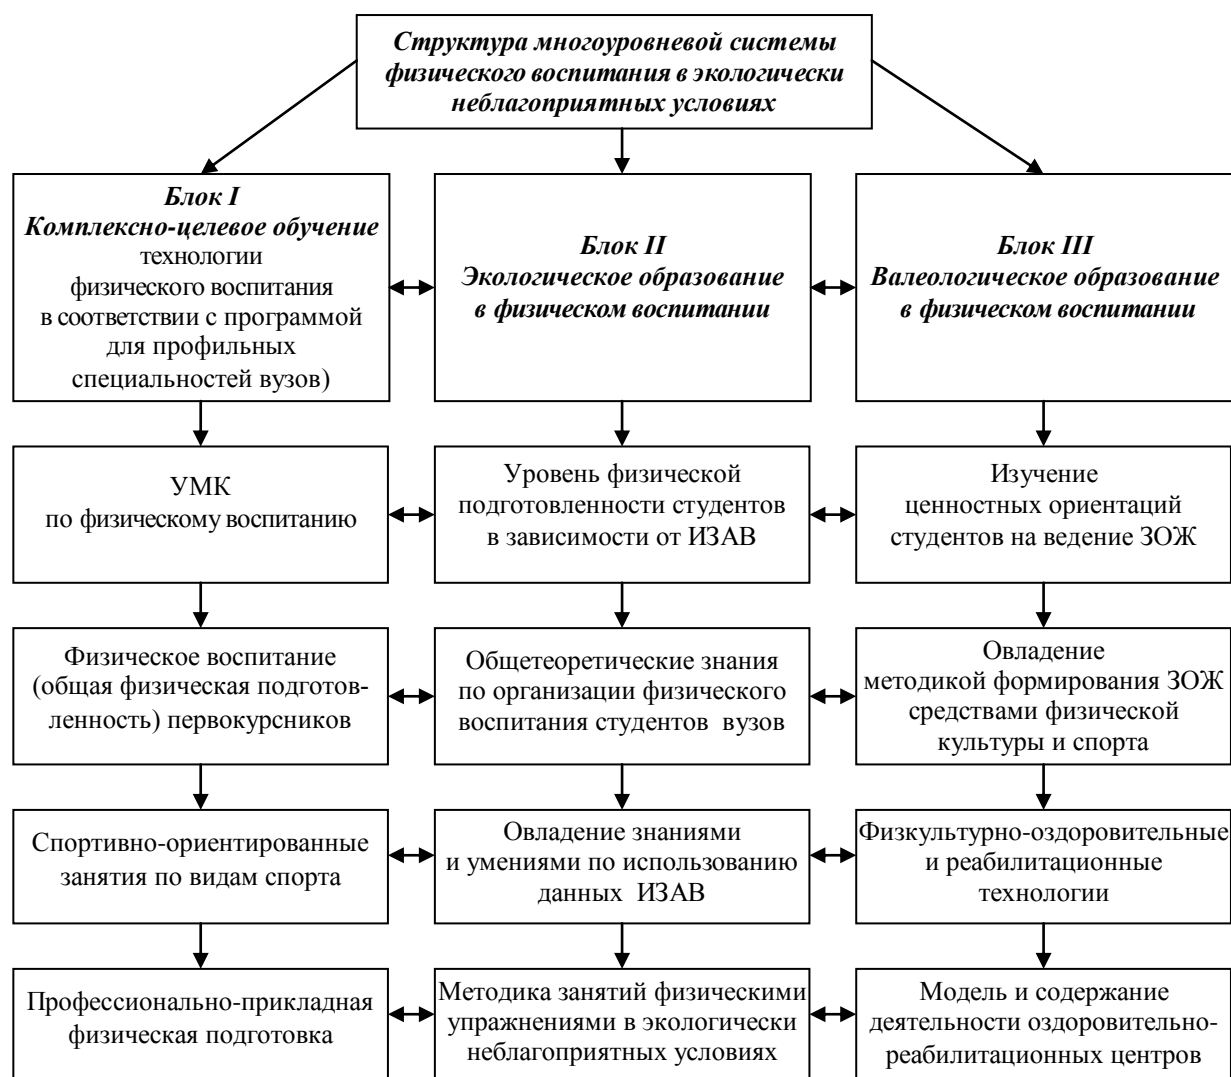 Структура многоуровневой системы
физического воспитания в экологически
неблагоприятных условиях
Блок I
Комплексно-целевое обучение
технологии
физического воспитания
в соответствии с программой
для профильных
специальностей вузов)
Блок II
Экологическое образование
в физическом воспитании
Блок III
Валеологическое образование
в физическом воспитании
УМК
по физическому воспитанию
Уровень физической
подготовленности студентов
в зависимости от ИЗАВ
Изучение
ценностных ориентаций
студентов на ведение ЗОЖ
Физическое воспитание
(общая физическая подготов-
ленность) первокурсников
Общетеоретические знания
по организации физического
воспитания студентов вузов
Овладение
методикой формирования ЗОЖ
средствами физической
культуры и спорта
Спортивно-ориентированные
занятия по видам спорта
Овладение знаниями
и умениями по использованию
данных ИЗАВ
Физкультурно-оздоровительные
и реабилитационные
технологии
Профессионально-прикладная
физическая подготовка
Методика занятий физическими
упражнениями в экологически
неблагоприятных условиях
Модель и содержание
деятельности оздоровительно-
реабилитационных центров